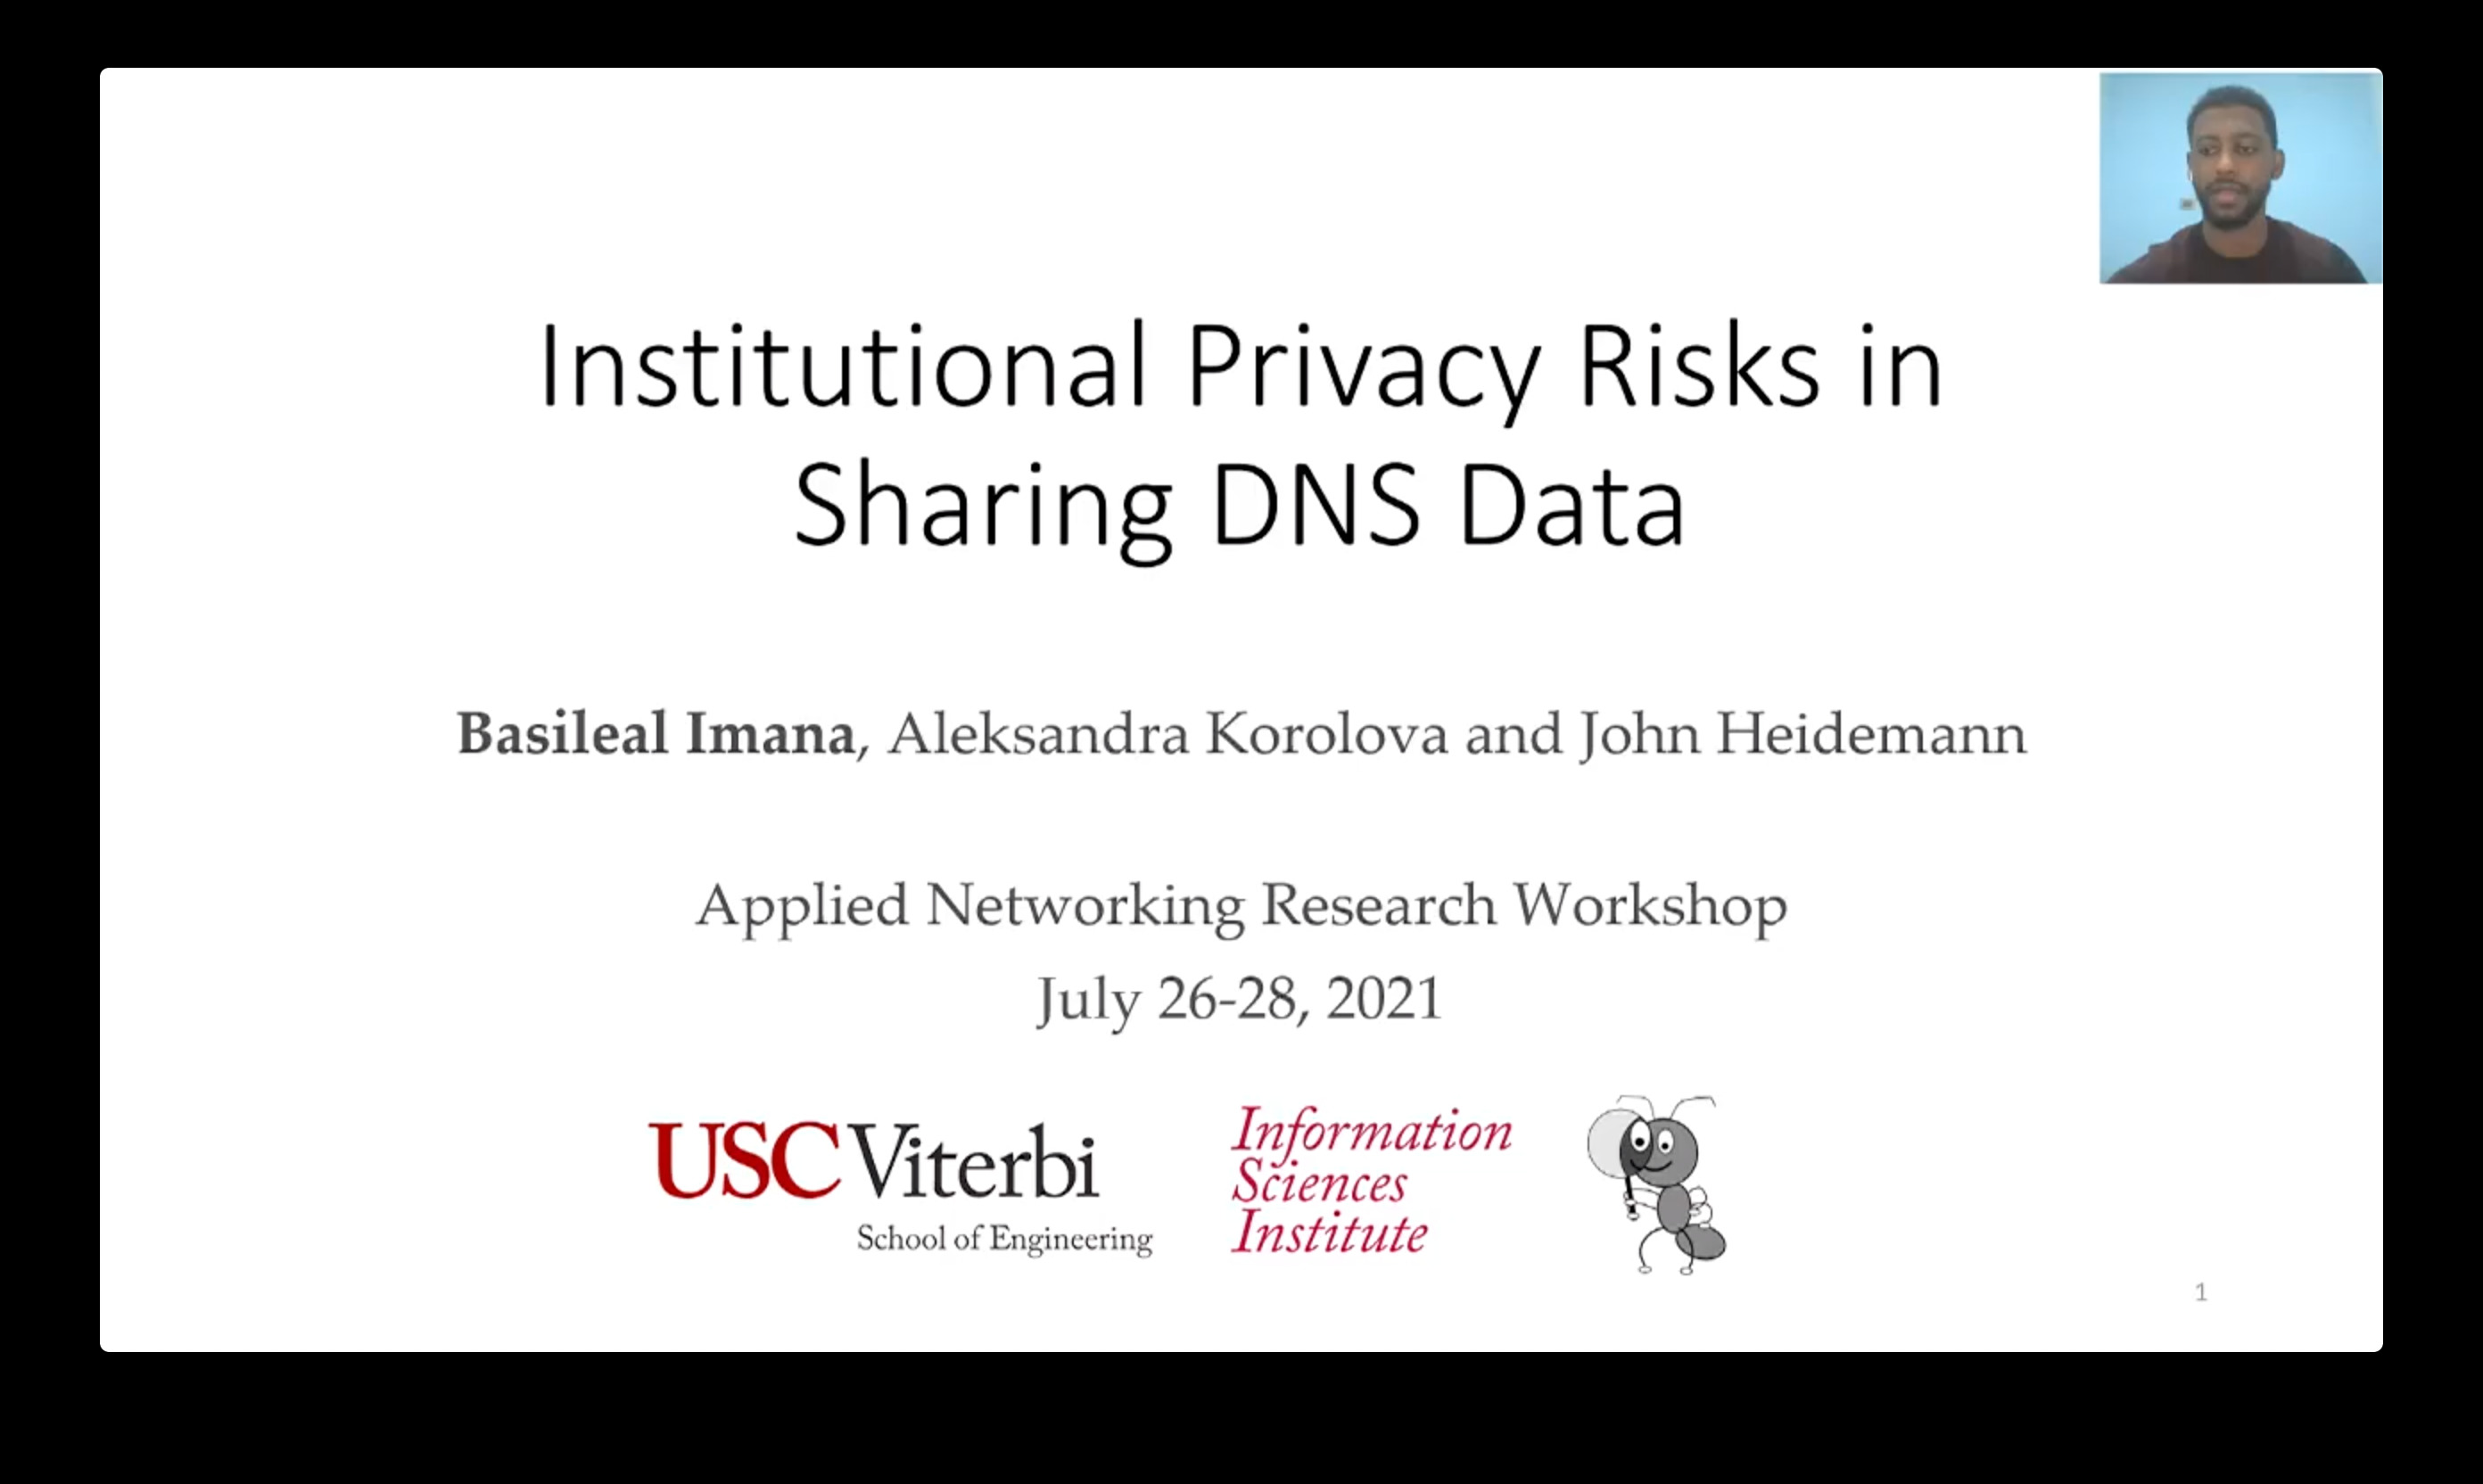 Institutional Privacy Risks in
Sharing DNS Data
Basileal Imana, Aleksandra Korolova and John Heidemann
Applied Networking Research Workshop
July 26-28, 2021
USC Viterbi
School of Engineering
Information
Sciences
Institute
1